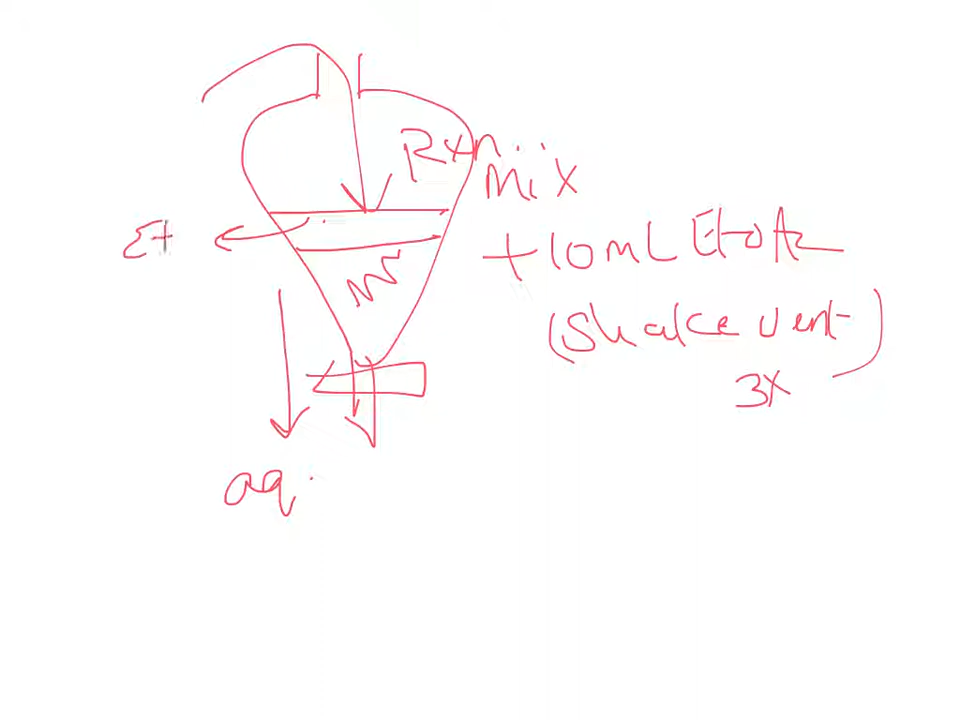 Rxn..
Mix
Et
+10mL EtOAc
(Shake vent)
3X
aq.